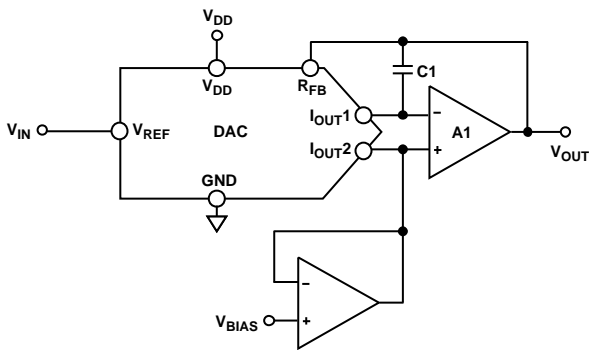 VDD
VDD
RFB
C1
IOUT1
−
A1
VIN
VREF
DAC
IOUT2
+
VOUT
GND
−
VBIAS
+